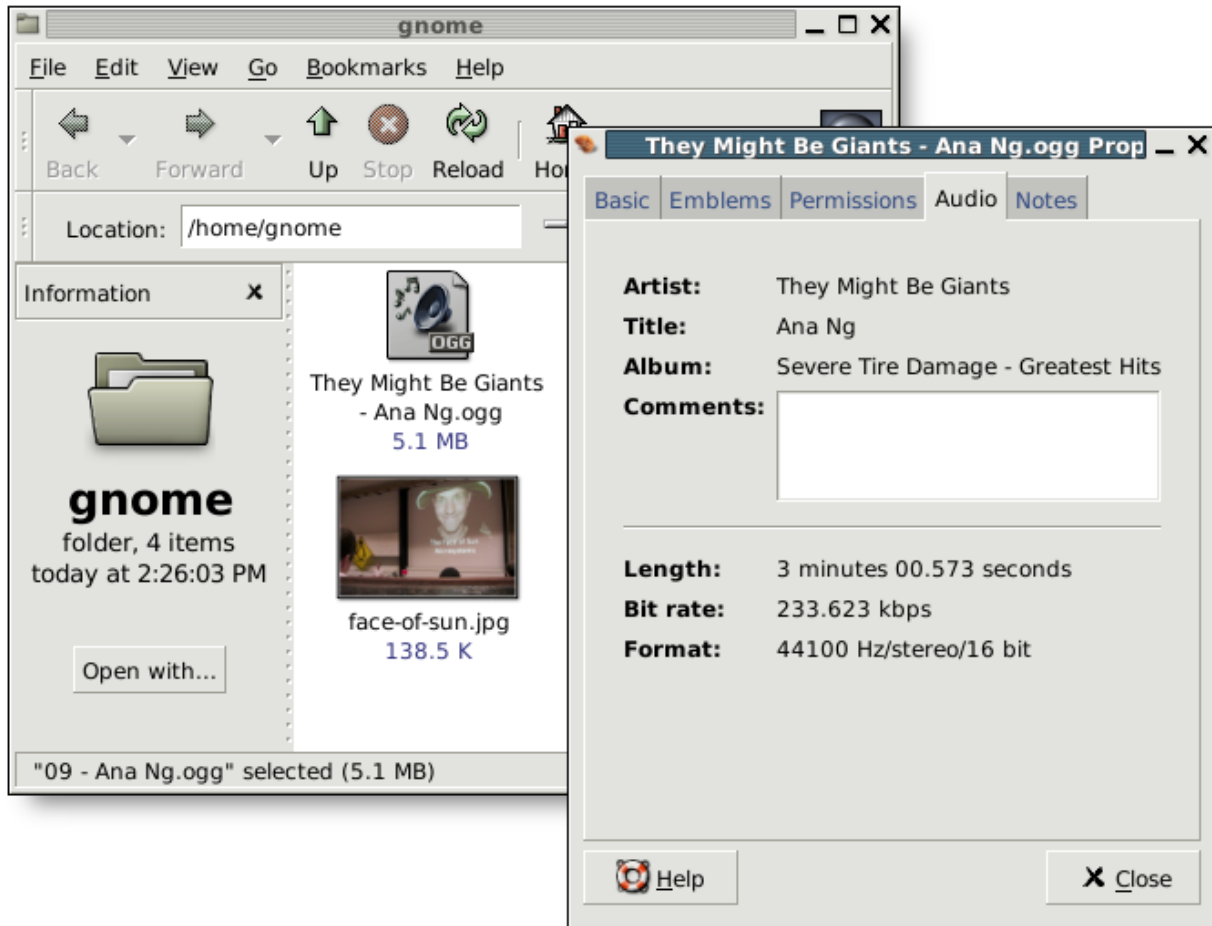 gnome
File Edit View Go Bookmarks Help
Back Forward Up Stop Reload
Location: /home/gnome
Information
gnome
folder, 4 items
today at 2:26:03 PM
Open with...
OGG
They Might Be Giants
- Ana Ng.ogg
5.1 MB
face-of-sun.jpg
138.5 K
"09 - Ana Ng.ogg" selected (5.1 MB)
They Might Be Giants - Ana Ng.ogg Prop
Basic Emblems Permissions Audio Notes
Artist: They Might Be Giants
Title: Ana Ng
Album: Severe Tire Damage - Greatest Hits
Comments:
Length: 3 minutes 00.573 seconds
Bit rate: 233.623 kbps
Format: 44100 Hz/stereo/16 bit
Help Close